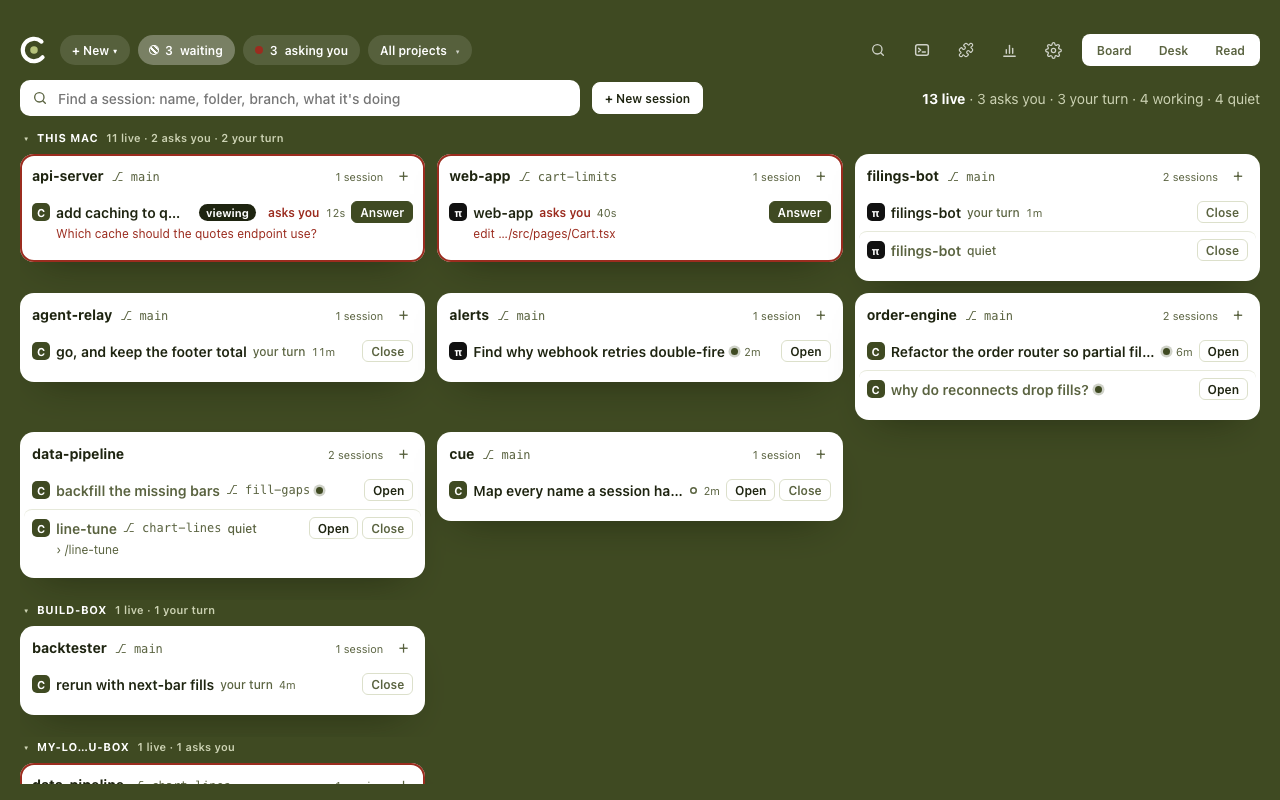 + New ▾
3 waiting
3 asking you
All projects ▾
Board Desk Read
Find a session: name, folder, branch, what it's doing
+ New session
13 live · 3 asks you · 3 your turn · 4 working · 4 quiet
▾ THIS MAC 11 live · 2 asks you · 2 your turn
api-server main 1 session +
C add caching to q… viewing asks you 12s Answer
Which cache should the quotes endpoint use?
web-app cart-limits 1 session +
π web-app asks you 40s Answer
edit …/src/pages/Cart.tsx
filings-bot main 2 sessions +
π filings-bot your turn 1m Close
π filings-bot quiet Close
agent-relay main 1 session +
C go, and keep the footer total your turn 11m Close
alerts main 1 session +
π Find why webhook retries double-fire 2m Open
order-engine main 2 sessions +
C Refactor the order router so partial fil… 6m Open
C why do reconnects drop fills? Open
data-pipeline 2 sessions +
C backfill the missing bars fill-gaps Open
C line-tune chart-lines quiet Open Close
› /line-tune
cue main 1 session +
C Map every name a session ha… 2m Open Close
▾ BUILD-BOX 1 live · 1 your turn
backtester main 1 session +
C rerun with next-bar fills your turn 4m Close
▾ MY-LO…U-BOX 1 live · 1 asks you
data-pipeline chart-lines